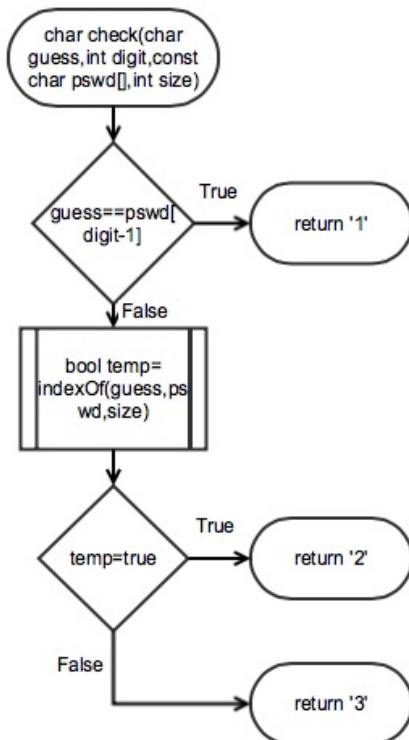 char check(char
guess,int digit,const
char pswd[],int size)
guess==pswd[
digit-1]
True
return '1'
False
bool temp=
indexOf(guess,ps
wd,size)
temp=true
True
return '2'
False
return '3'